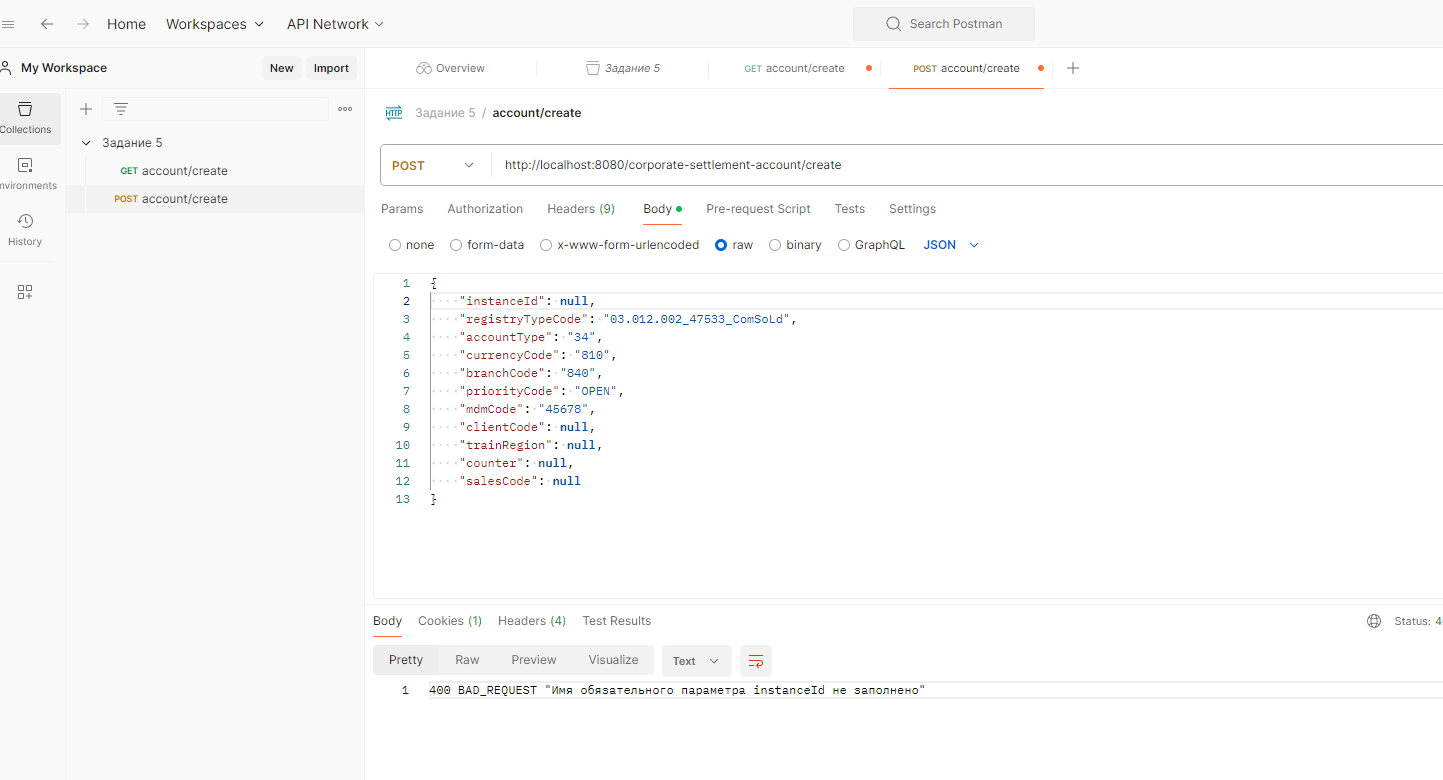 Home Workspaces API Network Search Postman
My Workspace New Import Overview Задание 5 GET account/create POST account/create
Collections
Задание 5
GET account/create
POST account/create
nvironments
History
HTTP Задание 5 / account/create
POST http://localhost:8080/corporate-settlement-account/create
Params Authorization Headers (9) Body Pre-request Script Tests Settings
none form-data x-www-form-urlencoded raw binary GraphQL JSON
1 {
2 "instanceId": null,
3 "registryTypeCode": "03.012.002_47533_ComSoLd",
4 "accountType": "34",
5 "currencyCode": "810",
6 "branchCode": "840",
7 "priorityCode": "OPEN",
8 "mdmCode": "45678",
9 "clientCode": null,
10 "trainRegion": null,
11 "counter": null,
12 "salesCode": null
13 }
Body Cookies (1) Headers (4) Test Results Status:
Pretty Raw Preview Visualize Text
1 400 BAD_REQUEST "Имя обязательного параметра instanceId не заполнено"